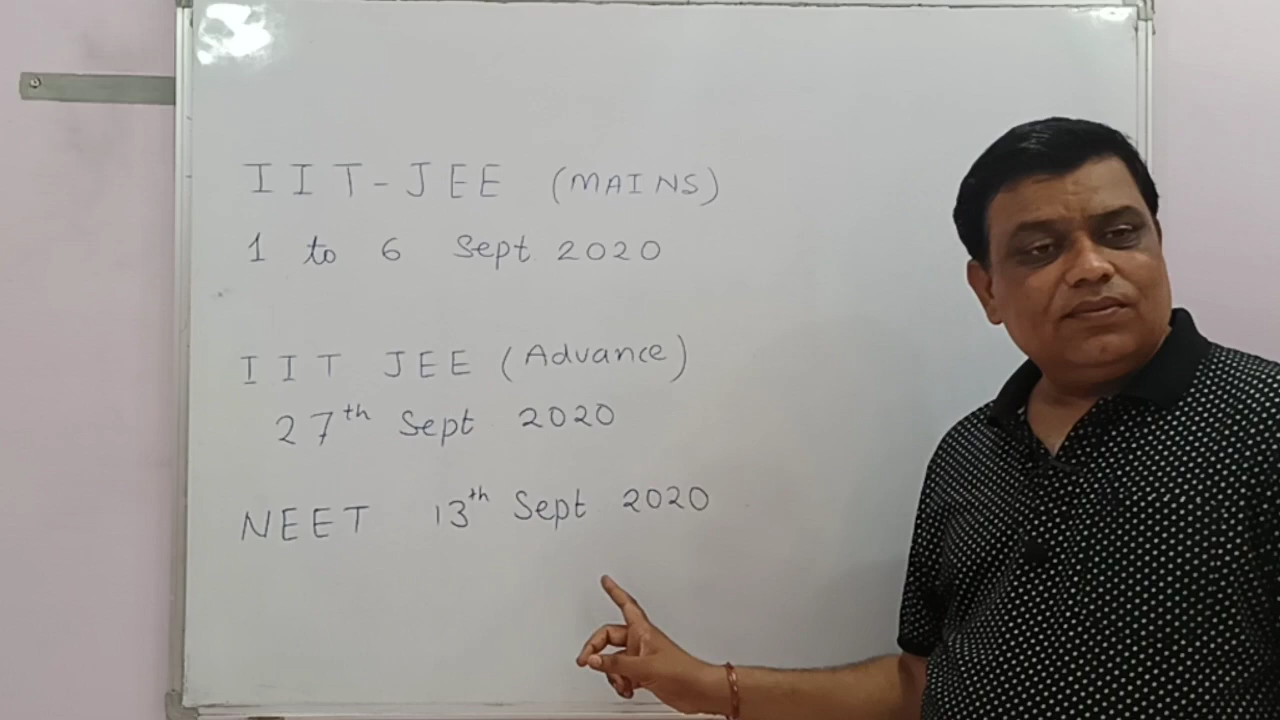 IIT-JEE (MAINS)
1 to 6 Sept 2020
IIT JEE (Advance)
27th Sept 2020
NEET 13th Sept 2020